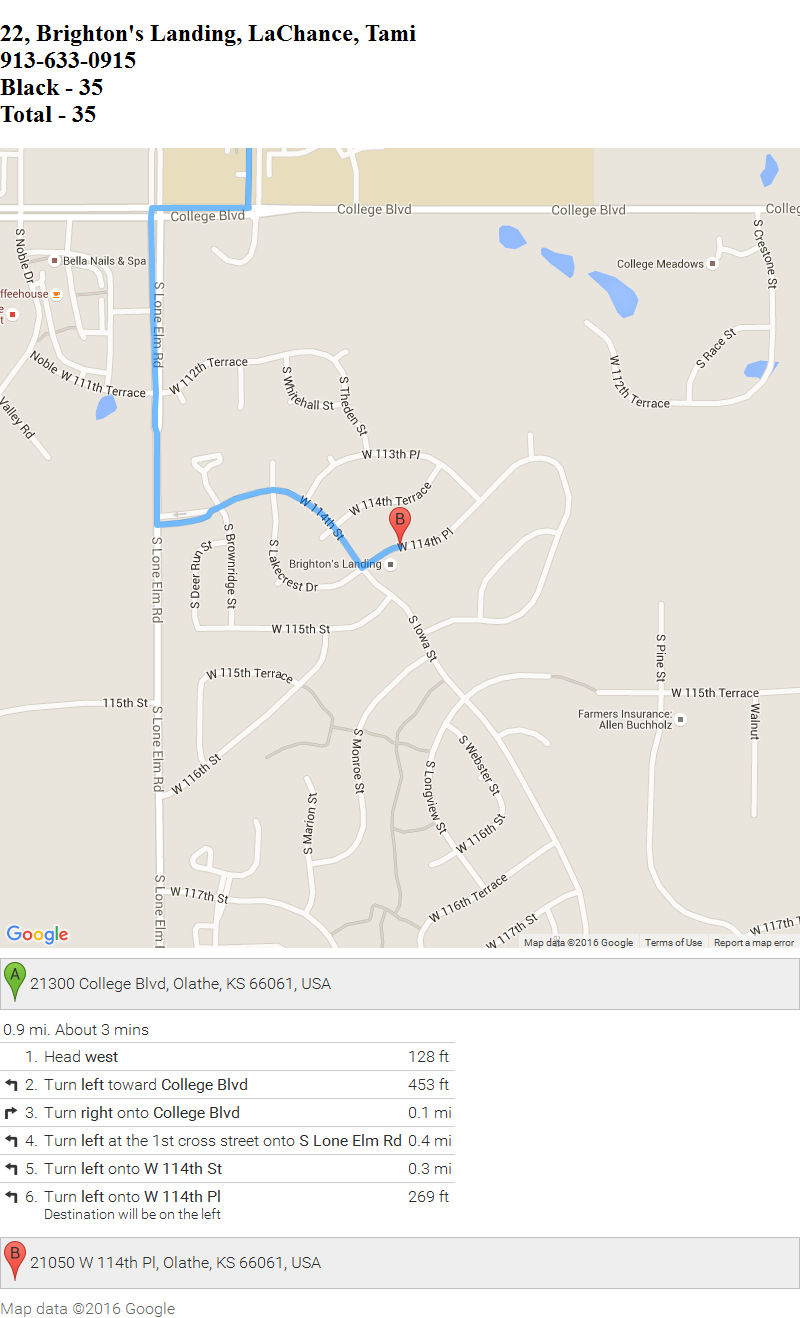 22, Brighton's Landing, LaChance, Tami
913-633-0915
Black - 35
Total - 35
College Blvd
College Blvd
College Blvd
S Noble Dr
Bella Nails & Spa
S Crestone St
College Meadows
ffeehouse
S Lone Elm Rd
Noble
W 111th Terrace
W 112th Terrace
S Whitehall St
S Theden St
S Race St
W 112th Terrace
Valley Rd
W 113th Pl
W 114th Terrace
W 114th St
B
W 114th Pl
Brighton's Landing
S Lone Elm Rd
S Deer Run St
S Brownridge St
S Lakecrest Dr
W 115th St
S Iowa St
S Pine St
W 115th Terrace
W 115th Terrace
115th St
Walnut
Farmers Insurance:
Allen Buchholz
S Lone Elm Rd
W 116th St
S Monroe St
S Webster St
S Longview St
S Marion St
W 116th St
W 117th St
W 116th Terrace
S Lone Elm
W 117th St
W 117th T
Google
Map data ©2016 Google Terms of Use Report a map error
A 21300 College Blvd, Olathe, KS 66061, USA
0.9 mi. About 3 mins
1. Head west 128 ft
2. Turn left toward College Blvd 453 ft
3. Turn right onto College Blvd 0.1 mi
4. Turn left at the 1st cross street onto S Lone Elm Rd 0.4 mi
5. Turn left onto W 114th St 0.3 mi
6. Turn left onto W 114th Pl 269 ft
Destination will be on the left
B 21050 W 114th Pl, Olathe, KS 66061, USA
Map data ©2016 Google